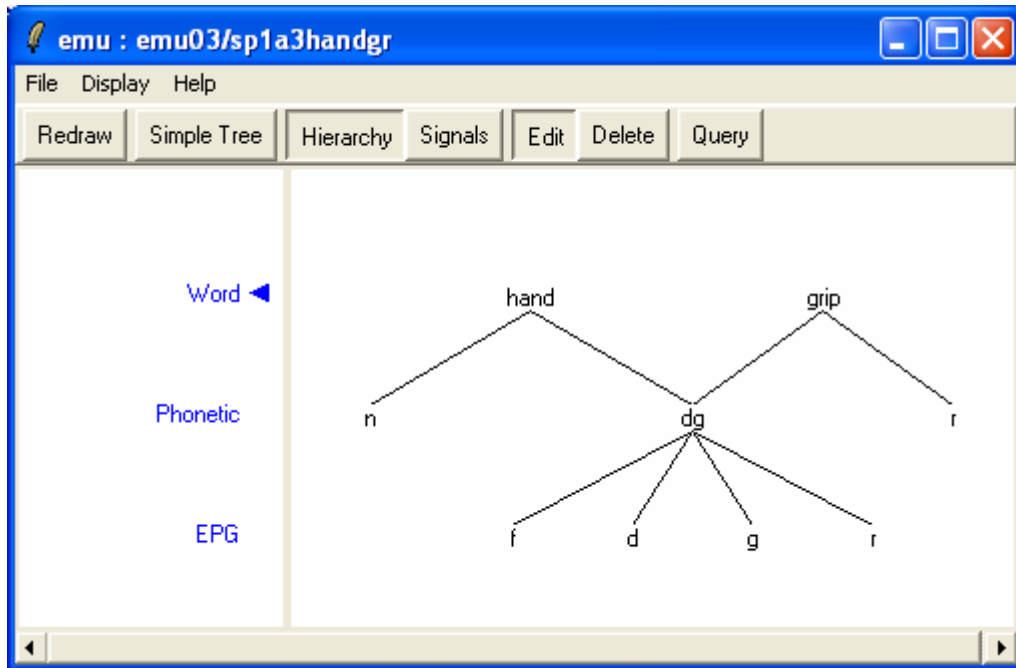 emu : emu03/sp1a3handgr
File Display Help
Redraw Simple Tree Hierarchy Signals Edit Delete Query
Word hand grip
Phonetic n dg r
EPG f d g r